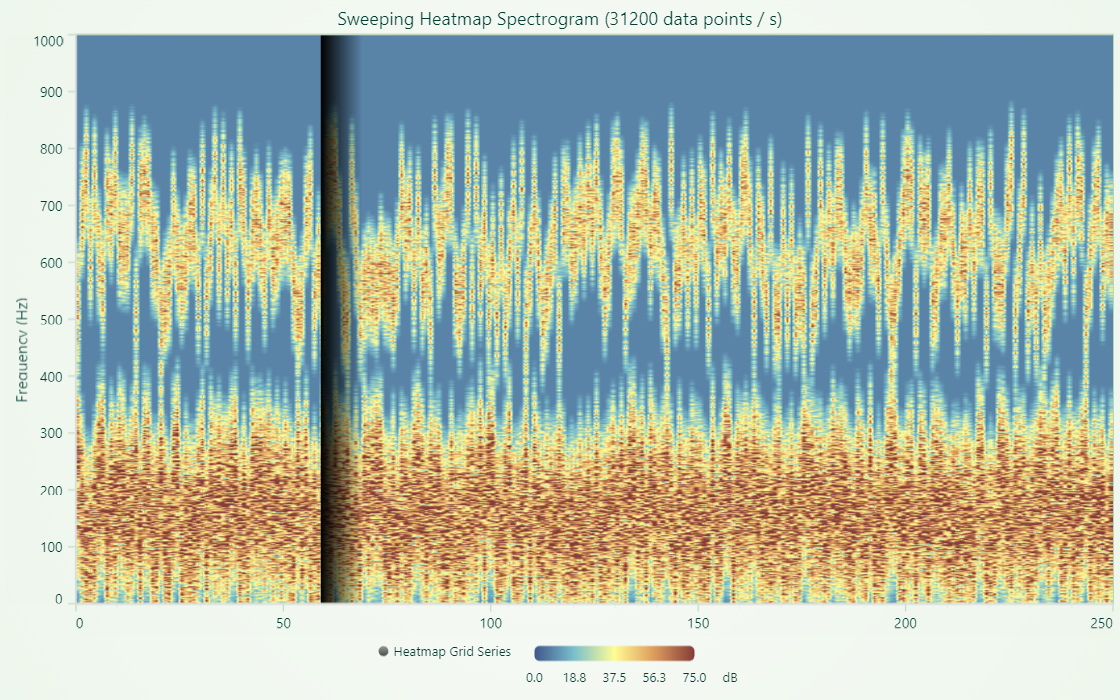 Sweeping Heatmap Spectrogram (31200 data points / s)
1000
900
800
700
600
500
400
300
200
100
0
Frequency (Hz)
0 50 100 150 200 250
Heatmap Grid Series
0.0 18.8 37.5 56.3 75.0 dB